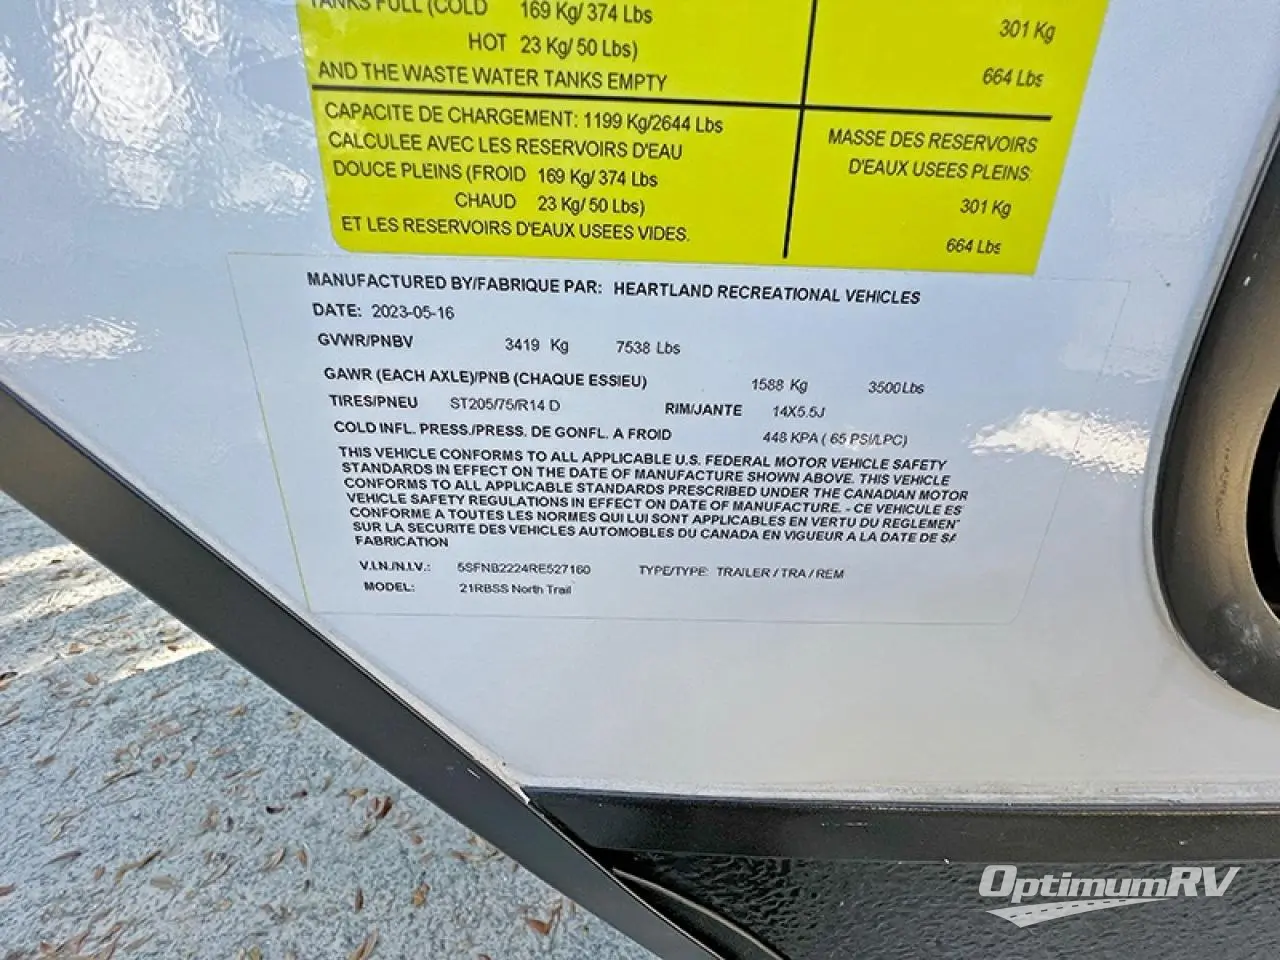 TANKS FULL (COLD 169 Kg/ 374 Lbs
HOT 23 Kg/ 50 Lbs)
AND THE WASTE WATER TANKS EMPTY
301 Kg
664 Lbs
CAPACITE DE CHARGEMENT: 1199 Kg/2644 Lbs
CALCULEE AVEC LES RESERVOIRS D'EAU
DOUCE PLEINS (FROID 169 Kg/ 374 Lbs
CHAUD 23 Kg/ 50 Lbs)
ET LES RESERVOIRS D'EAUX USEES VIDES.
MASSE DES RESERVOIRS
D'EAUX USEES PLEINS:
301 Kg
664 Lbs
MANUFACTURED BY/FABRIQUE PAR: HEARTLAND RECREATIONAL VEHICLES
DATE: 2023-05-16
GVWR/PNBV 3419 Kg 7538 Lbs
GAWR (EACH AXLE)/PNB (CHAQUE ESSIEU) 1588 Kg 3500Lbs
TIRES/PNEU ST205/75/R14 D RIM/JANTE 14X5.5J
COLD INFL. PRESS./PRESS. DE GONFL. A FROID 448 KPA ( 65 PSI/LPC)
THIS VEHICLE CONFORMS TO ALL APPLICABLE U.S. FEDERAL MOTOR VEHICLE SAFETY
STANDARDS IN EFFECT ON THE DATE OF MANUFACTURE SHOWN ABOVE. THIS VEHICLE
CONFORMS TO ALL APPLICABLE STANDARDS PRESCRIBED UNDER THE CANADIAN MOTOR
VEHICLE SAFETY REGULATIONS IN EFFECT ON DATE OF MANUFACTURE. - CE VEHICULE ES
CONFORME A TOUTES LES NORMES QUI LUI SONT APPLICABLES EN VERTU DU REGLEMEN
SUR LA SECURITE DES VEHICLES AUTOMOBILES DU CANADA EN VIGUEUR A LA DATE DE SA
FABRICATION
V.I.N./N.I.V.: 5SFNB2224RE527160 TYPE/TYPE: TRAILER / TRA / REM
MODEL: 21RBSS North Trail
OptimumRV